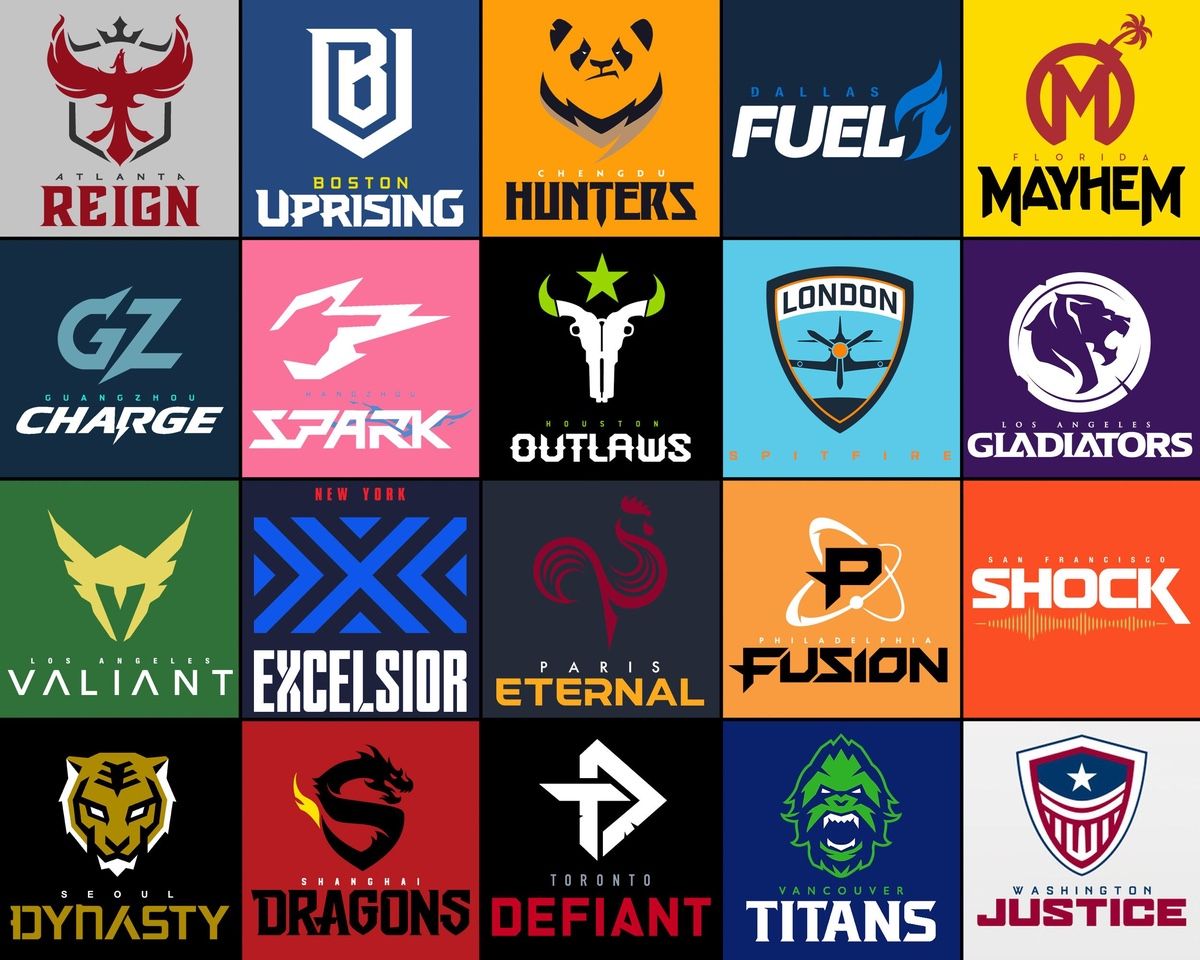 ATLANTA
REIGN
B
BOSTON
UPRISING
CHENGDU
HUNTERS
DALLAS
FUEL
M
FLORIDA
MAYHEM
GZ
GUANGZHOU
CHARGE
HANGZHOU
SPARK
HOUSTON
OUTLAWS
LONDON
SPITFIRE
LOS ANGELES
GLADIATORS
LOS ANGELES
VALIANT
NEW YORK
EXCELSIOR
PARIS
ETERNAL
P
PHILADELPHIA
FUSION
SAN FRANCISCO
SHOCK
SEOUL
DYNASTY
SHANGHAI
DRAGONS
TORONTO
DEFIANT
VANCOUVER
TITANS
WASHINGTON
JUSTICE